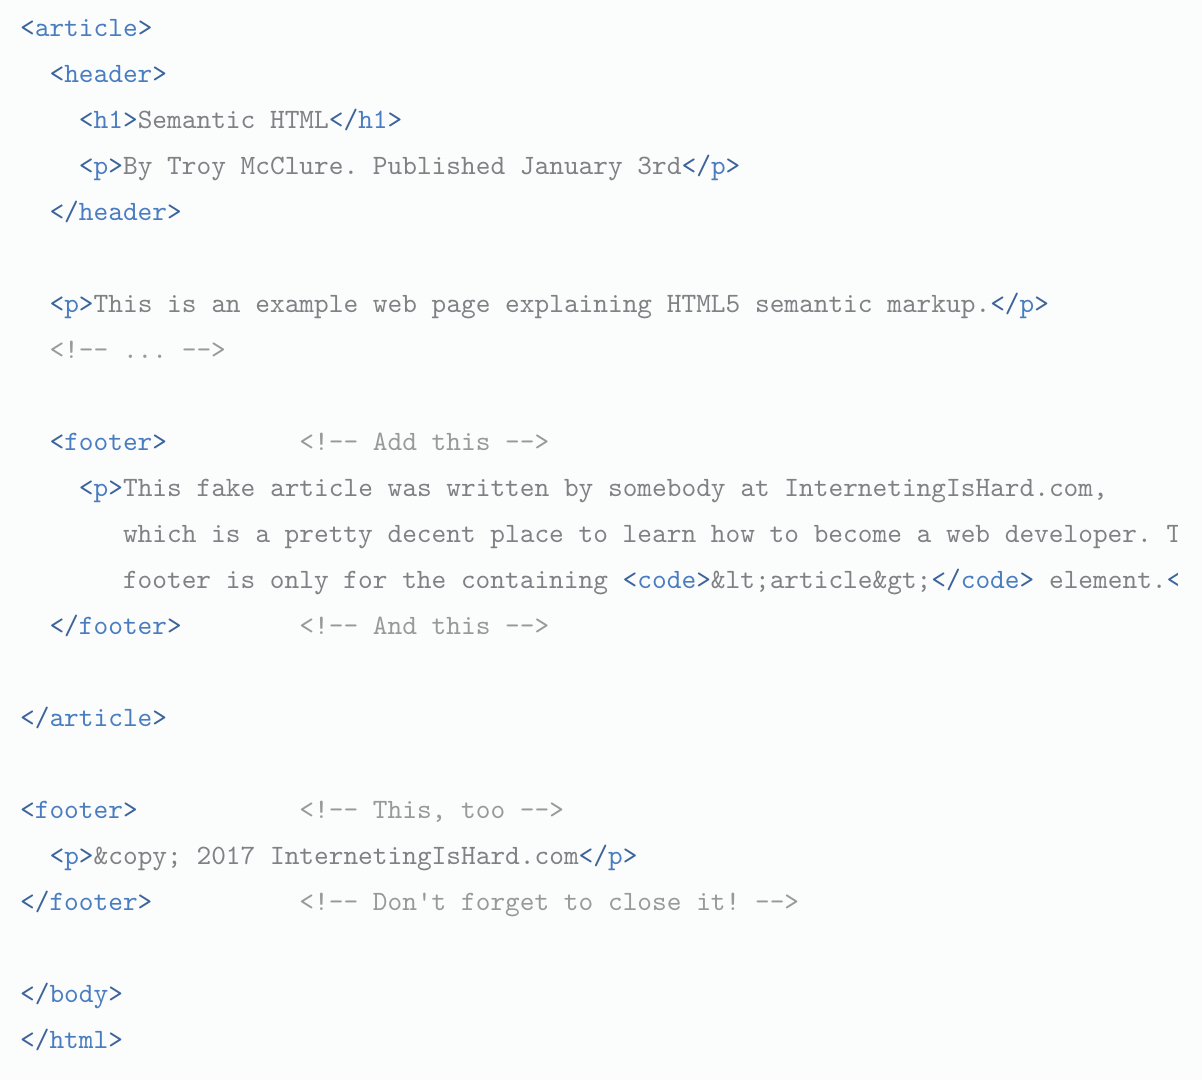 <article>
  <header>
    <h1>Semantic HTML</h1>
    <p>By Troy McClure. Published January 3rd</p>
  </header>

  <p>This is an example web page explaining HTML5 semantic markup.</p>
  <!-- ... -->

  <footer>         <!-- Add this -->
    <p>This fake article was written by somebody at InternetingIsHard.com,
       which is a pretty decent place to learn how to become a web developer. T
       footer is only for the containing <code>&lt;article&gt;</code> element.<
  </footer>        <!-- And this -->

</article>

<footer>           <!-- This, too -->
  <p>&copy; 2017 InternetingIsHard.com</p>
</footer>          <!-- Don't forget to close it! -->

</body>
</html>